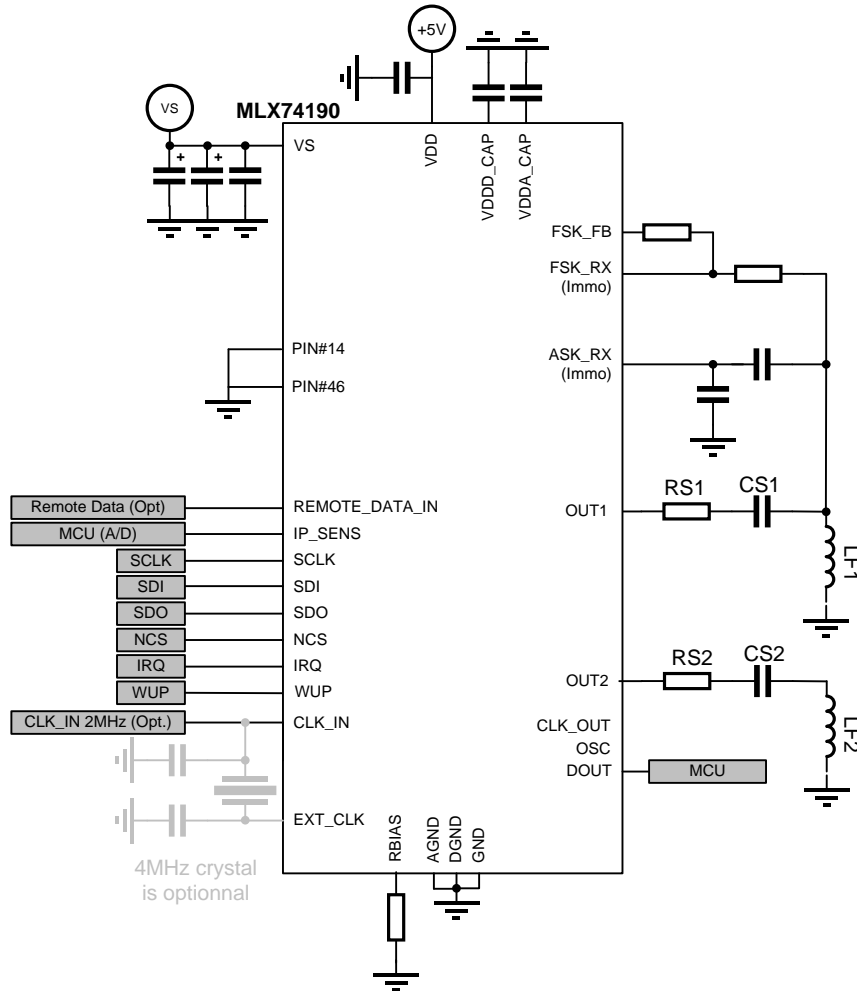 +5V
VS
MLX74190
VS
VDD
VDDD_CAP
VDDA_CAP
FSK_FB
FSK_RX
(Immo)
PIN#14
ASK_RX
(Immo)
PIN#46
RS1
CS1
Remote Data (Opt)
REMOTE_DATA_IN
OUT1
MCU (A/D)
IP_SENS
SCLK
SCLK
LF1
SDI
SDI
SDO
SDO
NCS
NCS
RS2
CS2
IRQ
IRQ
OUT2
WUP
WUP
CLK_IN 2MHz (Opt.)
CLK_IN
CLK_OUT
LF2
OSC
DOUT
MCU
EXT_CLK
RBIAS
AGND
DGND
GND
4MHz crystal
is optionnal